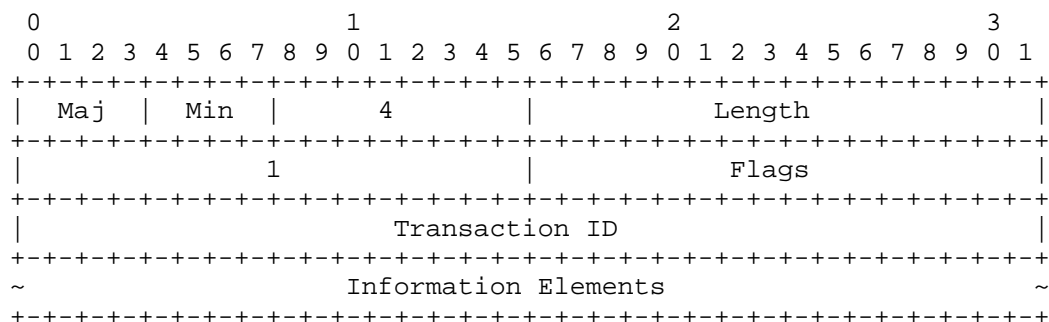 0                   1                   2                   3
 0 1 2 3 4 5 6 7 8 9 0 1 2 3 4 5 6 7 8 9 0 1 2 3 4 5 6 7 8 9 0 1
+-+-+-+-+-+-+-+-+-+-+-+-+-+-+-+-+-+-+-+-+-+-+-+-+-+-+-+-+-+-+-+-+
|  Maj  |  Min  |      4        |           Length              |
+-+-+-+-+-+-+-+-+-+-+-+-+-+-+-+-+-+-+-+-+-+-+-+-+-+-+-+-+-+-+-+-+
|               1               |            Flags              |
+-+-+-+-+-+-+-+-+-+-+-+-+-+-+-+-+-+-+-+-+-+-+-+-+-+-+-+-+-+-+-+-+
|                       Transaction ID                          |
+-+-+-+-+-+-+-+-+-+-+-+-+-+-+-+-+-+-+-+-+-+-+-+-+-+-+-+-+-+-+-+-+
~                    Information Elements                       ~
+-+-+-+-+-+-+-+-+-+-+-+-+-+-+-+-+-+-+-+-+-+-+-+-+-+-+-+-+-+-+-+-+